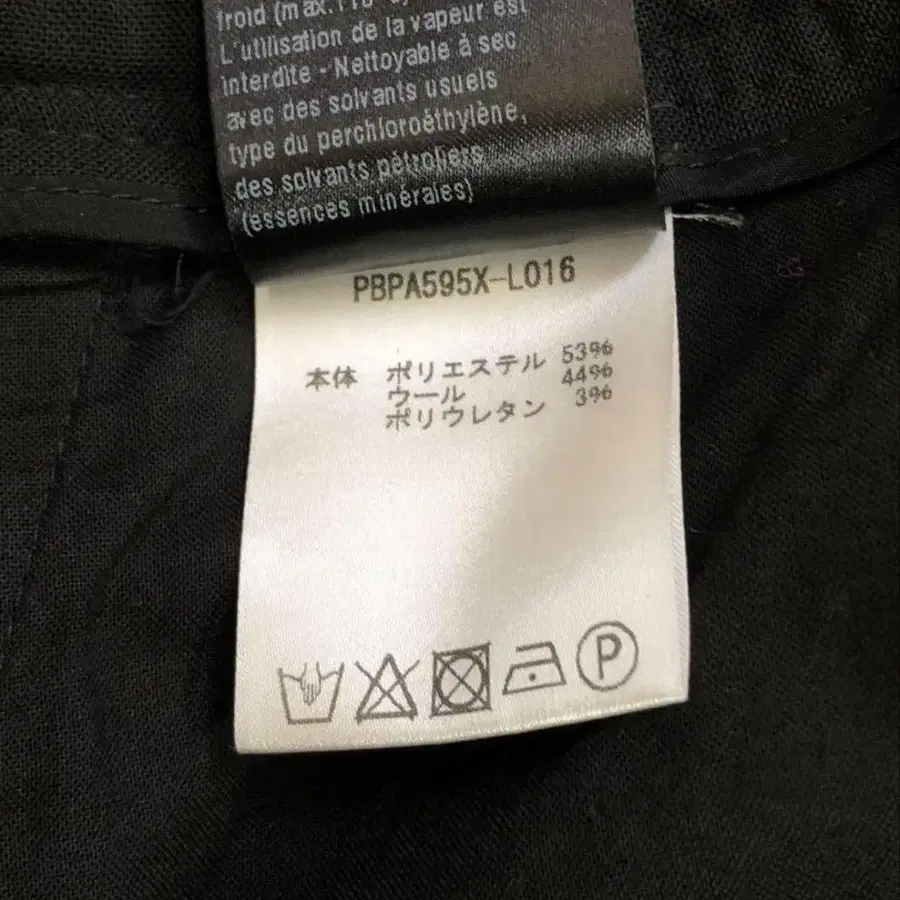 froid (max.110°
L'utilisation de la vapeur est
interdite - Nettoyable à sec
avec des solvants usuels
type du perchloroéthylène,
des solvants pétroliers
(essences minérales)
PBPA595X-L016
本体 ポリエステル 53%
ウール 44%
ポリウレタン 3%
P